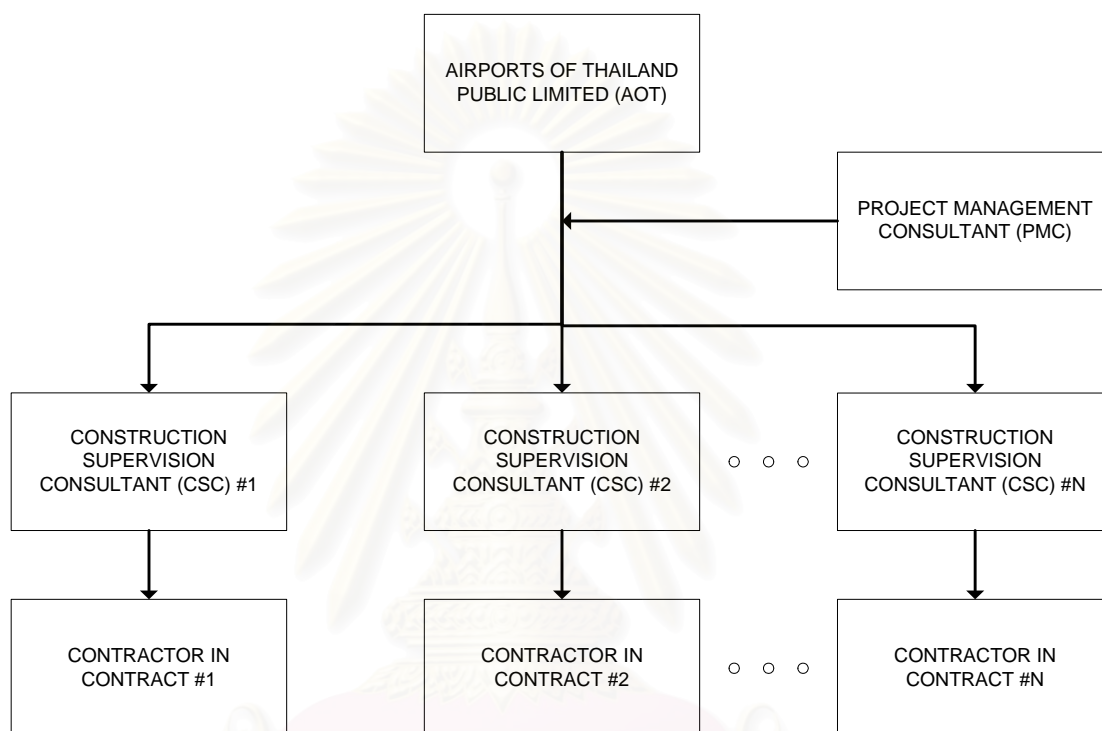 AIRPORTS OF THAILAND
PUBLIC LIMITED (AOT)
PROJECT MANAGEMENT
CONSULTANT (PMC)
CONSTRUCTION
SUPERVISION
CONSULTANT (CSC) #1
CONSTRUCTION
SUPERVISION
CONSULTANT (CSC) #2
CONSTRUCTION
SUPERVISION
CONSULTANT (CSC) #N
CONTRACTOR IN
CONTRACT #1
CONTRACTOR IN
CONTRACT #2
CONTRACTOR IN
CONTRACT #N